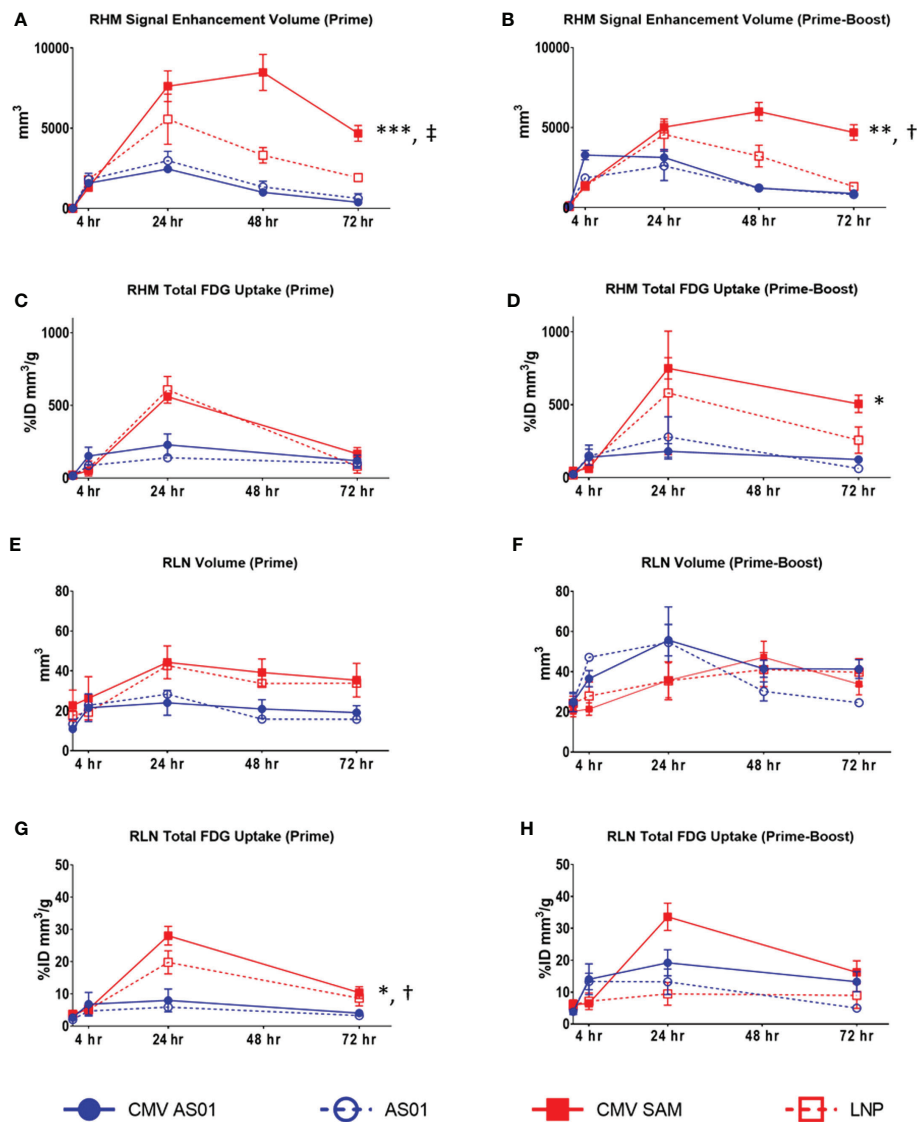 A
RHM Signal Enhancement Volume (Prime)
10000
5000
0
mm³
4 hr 24 hr 48 hr 72 hr
***, ‡
B
RHM Signal Enhancement Volume (Prime-Boost)
10000
5000
0
mm³
4 hr 24 hr 48 hr 72 hr
**, †
C
RHM Total FDG Uptake (Prime)
1000
500
0
%ID mm³/g
4 hr 24 hr 48 hr 72 hr
D
RHM Total FDG Uptake (Prime-Boost)
1000
500
0
%ID mm³/g
4 hr 24 hr 48 hr 72 hr
*
E
RLN Volume (Prime)
80
60
40
20
0
mm³
4 hr 24 hr 48 hr 72 hr
F
RLN Volume (Prime-Boost)
80
60
40
20
0
mm³
4 hr 24 hr 48 hr 72 hr
G
RLN Total FDG Uptake (Prime)
50
40
30
20
10
0
%ID mm³/g
4 hr 24 hr 48 hr 72 hr
*, †
H
RLN Total FDG Uptake (Prime-Boost)
50
40
30
20
10
0
%ID mm³/g
4 hr 24 hr 48 hr 72 hr
CMV AS01 AS01 CMV SAM LNP